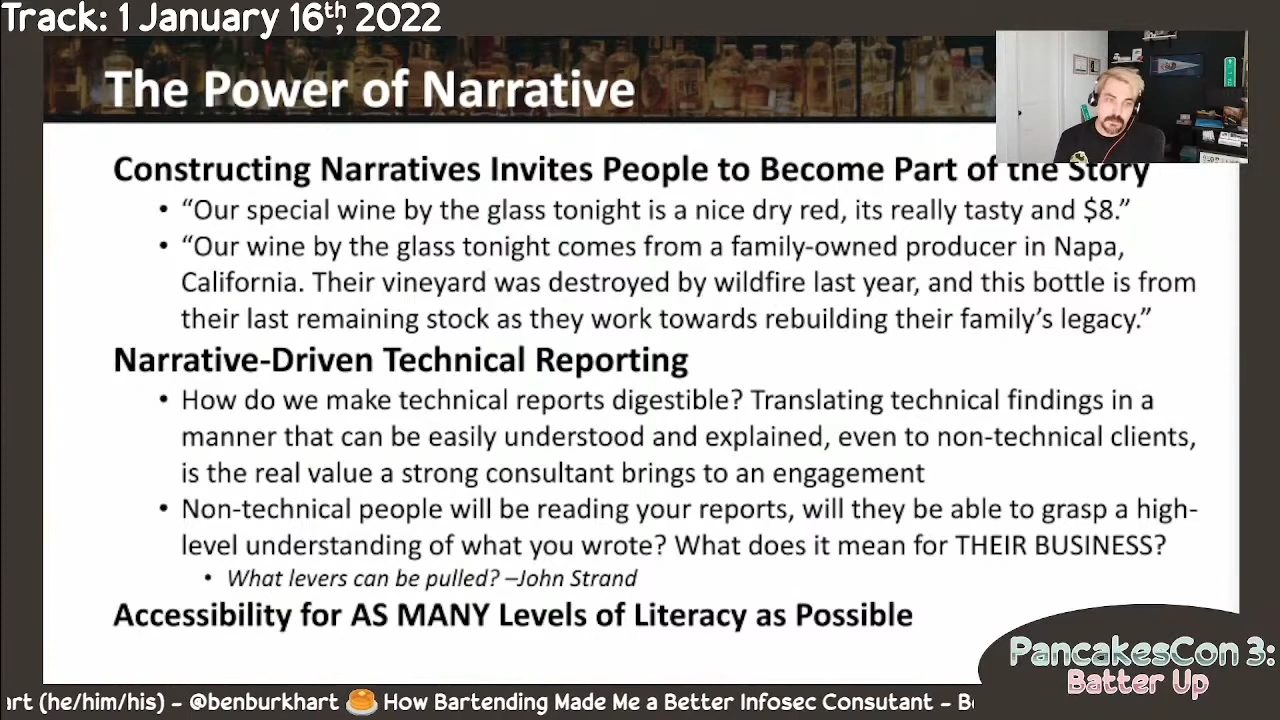 Track: 1 January 16th, 2022
The Power of Narrative
Constructing Narratives Invites People to Become Part of the Story
• “Our special wine by the glass tonight is a nice dry red, its really tasty and $8.”
• “Our wine by the glass tonight comes from a family-owned producer in Napa,
California. Their vineyard was destroyed by wildfire last year, and this bottle is from
their last remaining stock as they work towards rebuilding their family’s legacy.”
Narrative-Driven Technical Reporting
• How do we make technical reports digestible? Translating technical findings in a
manner that can be easily understood and explained, even to non-technical clients,
is the real value a strong consultant brings to an engagement
• Non-technical people will be reading your reports, will they be able to grasp a high-
level understanding of what you wrote? What does it mean for THEIR BUSINESS?
• What levers can be pulled? –John Strand
Accessibility for AS MANY Levels of Literacy as Possible
PancakesCon 3:
Batter Up
art (he/him/his) – @benburkhart 🥞 How Bartending Made Me a Better Infosec Consutant – Be